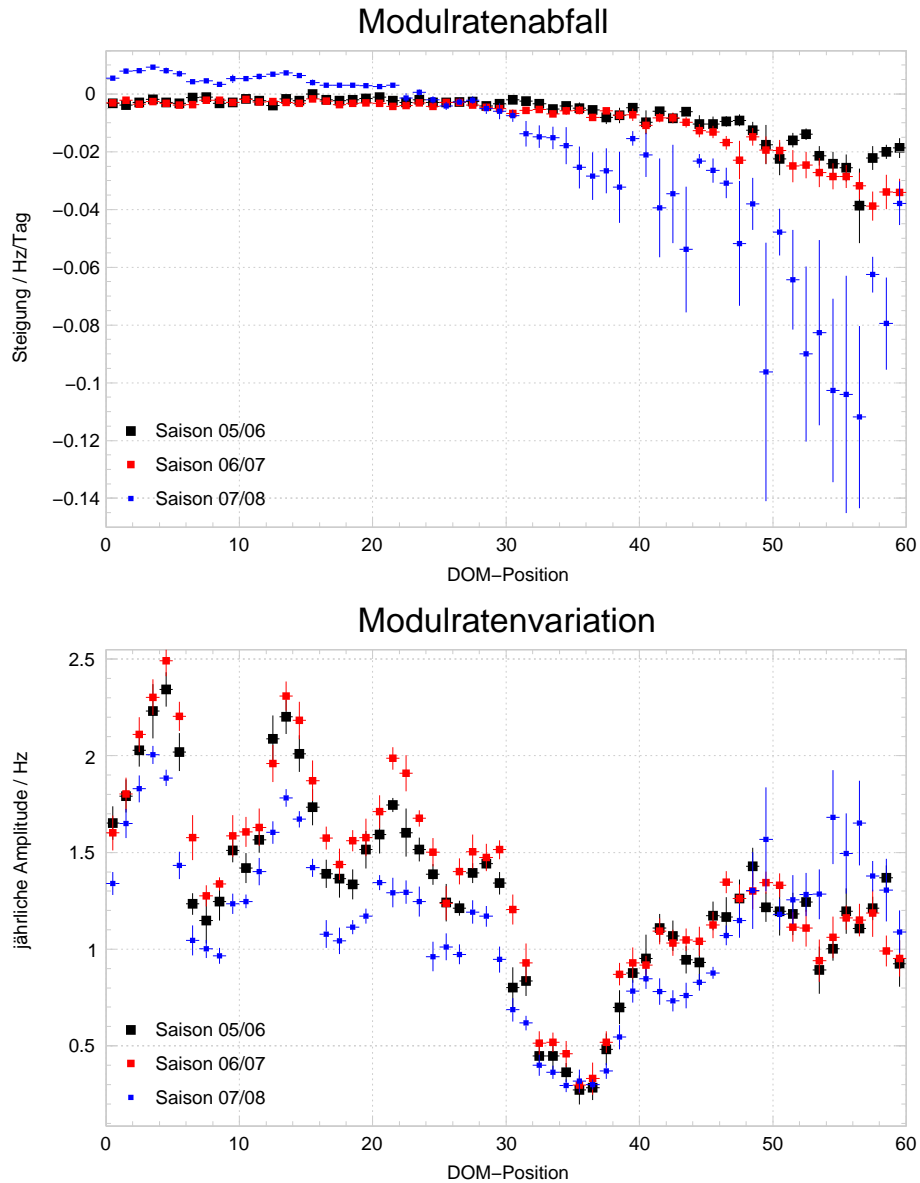 Modulratenabfall
Steigung / Hz/Tag
0
−0.02
−0.04
−0.06
−0.08
−0.1
−0.12
−0.14
Saison 05/06
Saison 06/07
Saison 07/08
0 10 20 30 40 50 60
DOM−Position
Modulratenvariation
jährliche Amplitude / Hz
2.5
2
1.5
1
0.5
Saison 05/06
Saison 06/07
Saison 07/08
0 10 20 30 40 50 60
DOM−Position